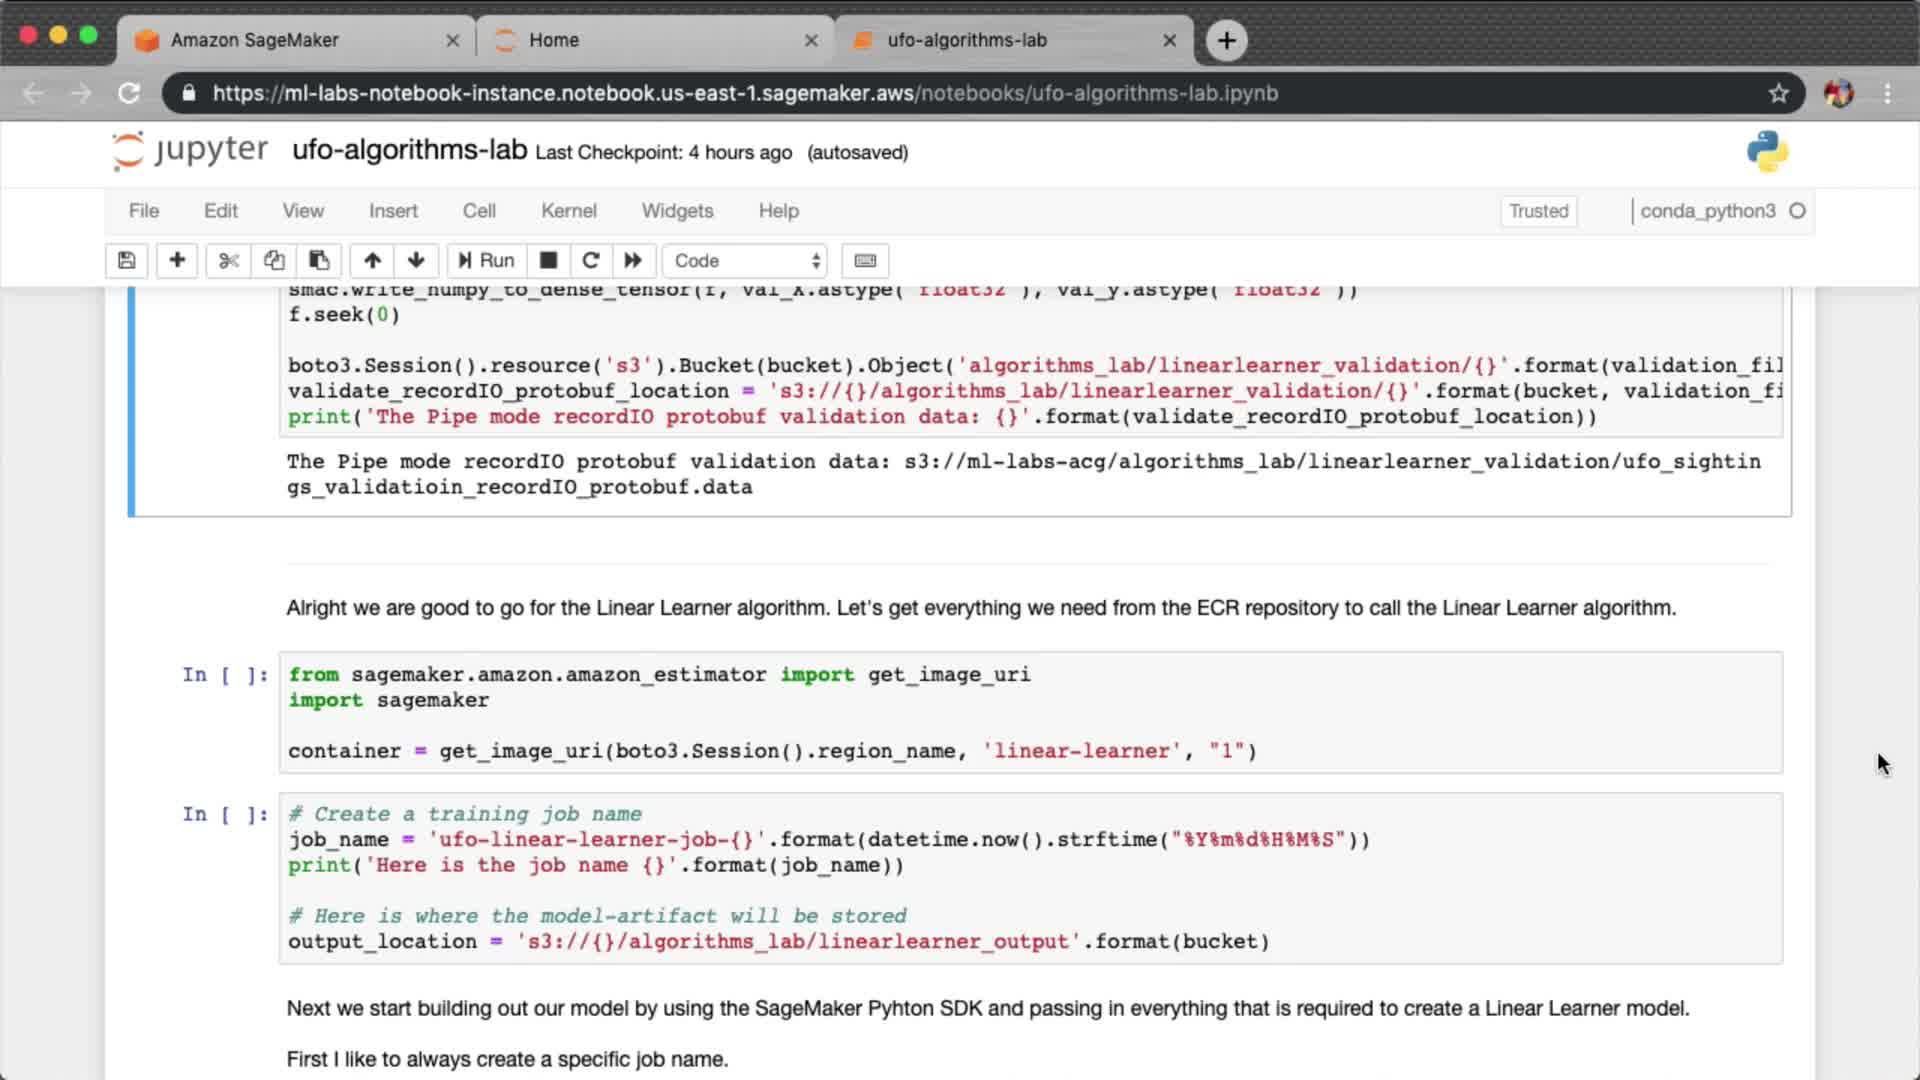 Amazon SageMaker
Home
ufo-algorithms-lab
https://ml-labs-notebook-instance.notebook.us-east-1.sagemaker.aws/notebooks/ufo-algorithms-lab.ipynb
jupyter ufo-algorithms-lab Last Checkpoint: 4 hours ago (autosaved)
File Edit View Insert Cell Kernel Widgets Help Trusted conda_python3
Run Code
smac.write_numpy_to_dense_tensor(f, val_X.astype('float32'), val_y.astype('float32'))
f.seek(0)
boto3.Session().resource('s3').Bucket(bucket).Object('algorithms_lab/linearlearner_validation/{}'.format(validation_fil
validate_recordIO_protobuf_location = 's3://{}/algorithms_lab/linearlearner_validation/{}'.format(bucket, validation_fi
print('The Pipe mode recordIO protobuf validation data: {}'.format(validate_recordIO_protobuf_location))
The Pipe mode recordIO protobuf validation data: s3://ml-labs-acg/algorithms_lab/linearlearner_validation/ufo_sightin
gs_validatioin_recordIO_protobuf.data
Alright we are good to go for the Linear Learner algorithm. Let's get everything we need from the ECR repository to call the Linear Learner algorithm.
In [ ]: from sagemaker.amazon.amazon_estimator import get_image_uri
import sagemaker
container = get_image_uri(boto3.Session().region_name, 'linear-learner', "1")
In [ ]: # Create a training job name
job_name = 'ufo-linear-learner-job-{}'.format(datetime.now().strftime("%Y%m%d%H%M%S"))
print('Here is the job name {}'.format(job_name))
# Here is where the model-artifact will be stored
output_location = 's3://{}/algorithms_lab/linearlearner_output'.format(bucket)
Next we start building out our model by using the SageMaker Pyhton SDK and passing in everything that is required to create a Linear Learner model.
First I like to always create a specific job name.